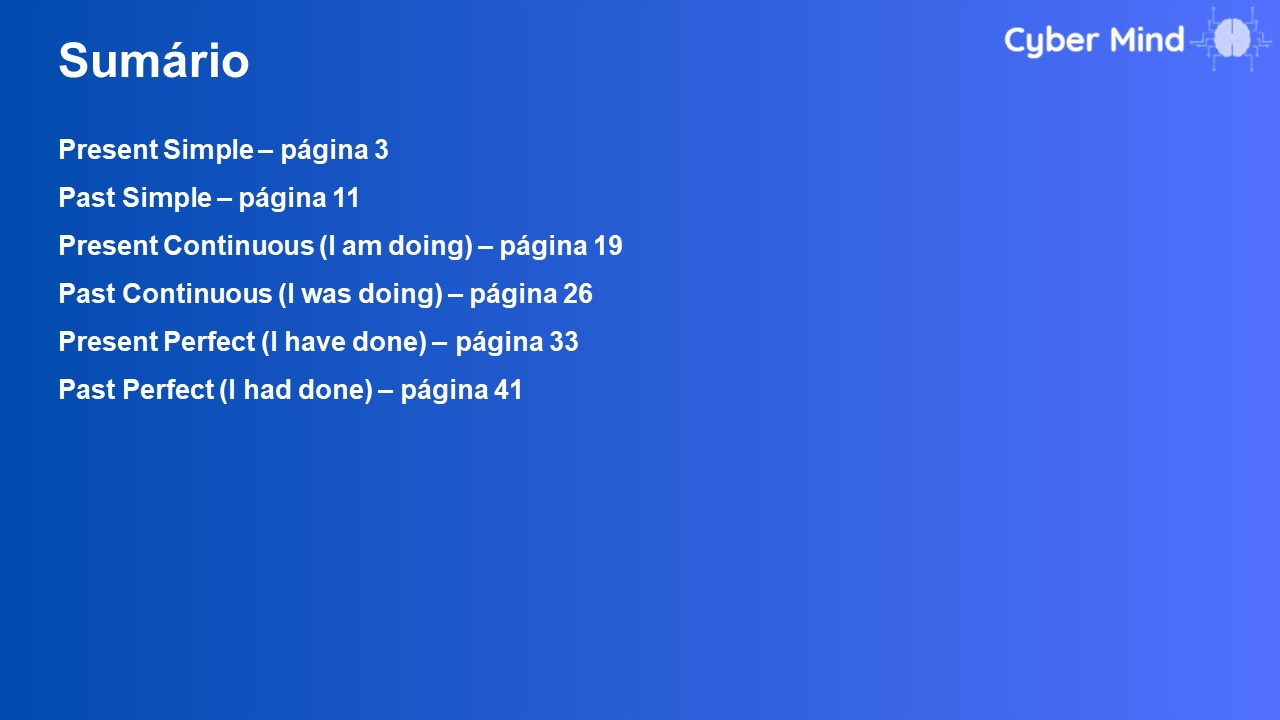 Sumário
Cyber Mind
Present Simple – página 3
Past Simple – página 11
Present Continuous (I am doing) – página 19
Past Continuous (I was doing) – página 26
Present Perfect (I have done) – página 33
Past Perfect (I had done) – página 41